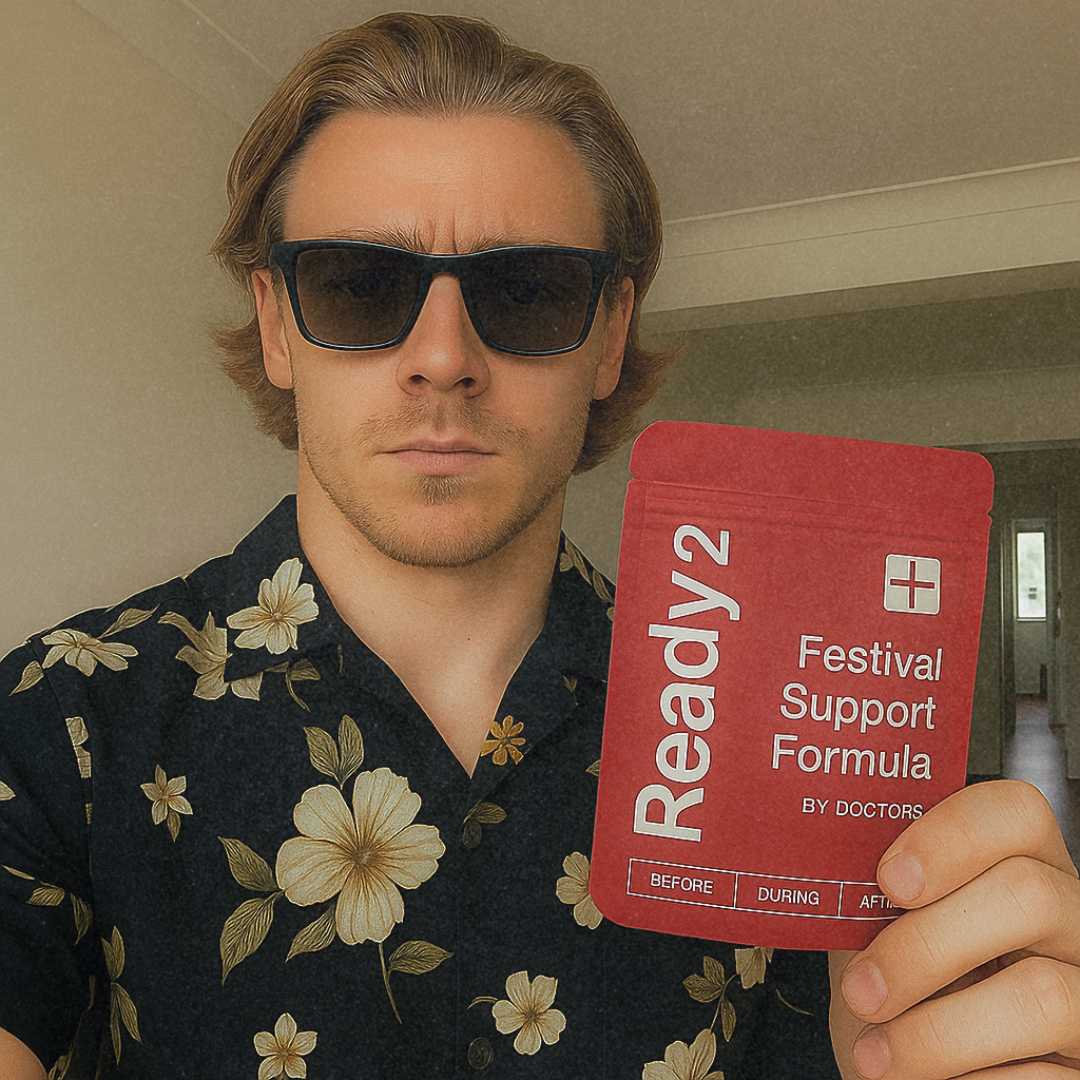 Ready2
Festival
Support
Formula
BY DOCTORS
BEFORE
DURING